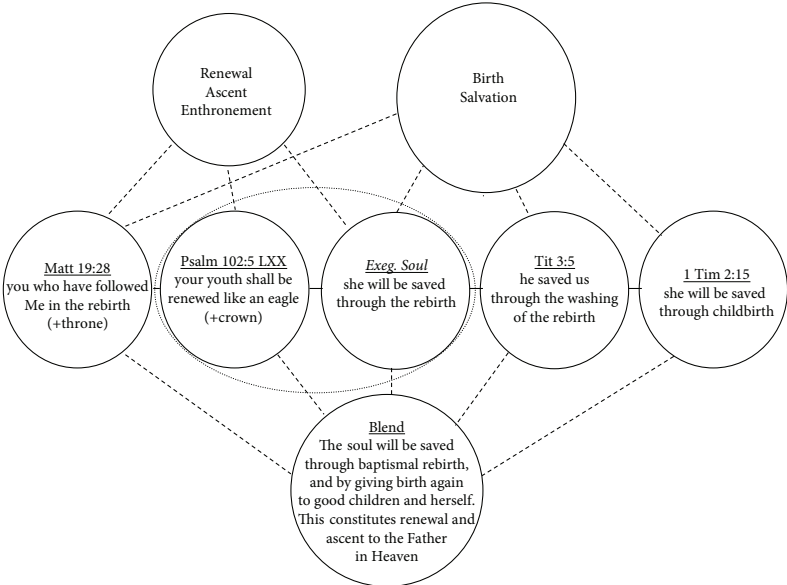 Renewal
Ascent
Enthronement
Birth
Salvation
Matt 19:28
you who have followed
Me in the rebirth
(+throne)
Psalm 102:5 LXX
your youth shall be
renewed like an eagle
(+crown)
Exeg. Soul
she will be saved
through the rebirth
Tit 3:5
he saved us
through the washing
of the rebirth
1 Tim 2:15
she will be saved
through childbirth
Blend
The soul will be saved
through baptismal rebirth,
and by giving birth again
to good children and herself.
This constitutes renewal and
ascent to the Father
in Heaven